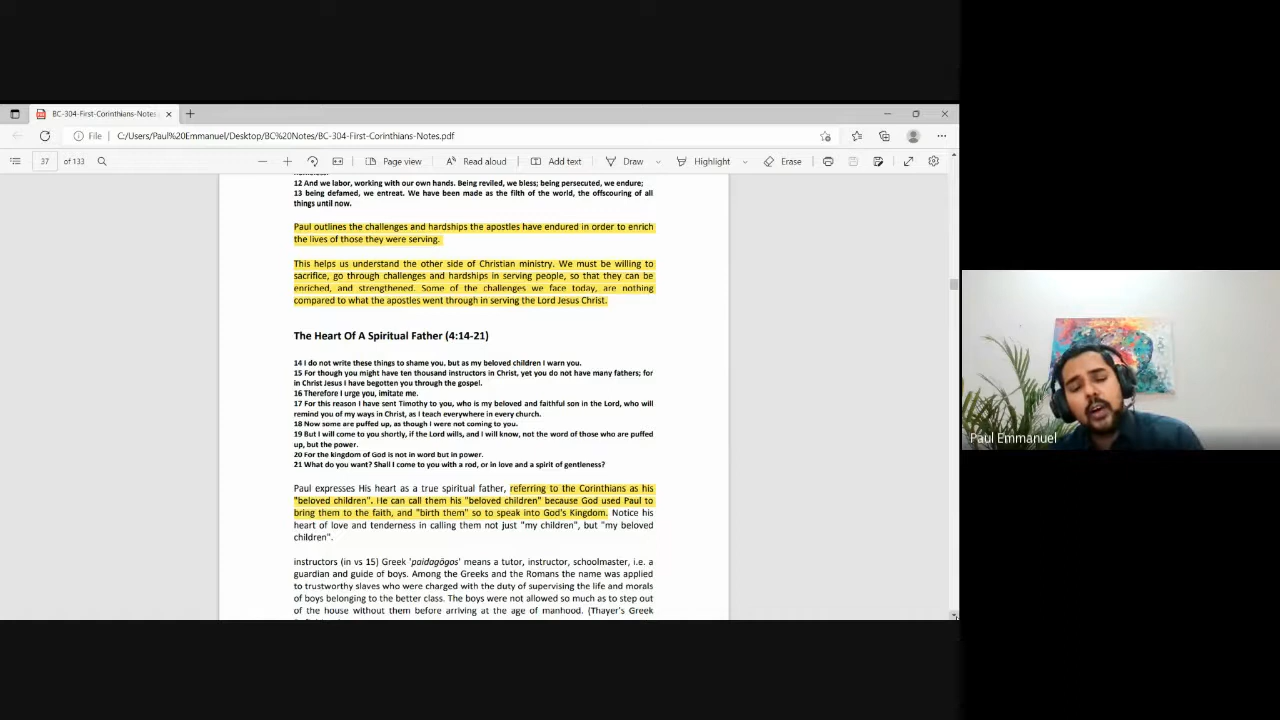 BC-304-First-Corinthians-Notes
File C:/Users/Paul%20Emmanuel/Desktop/BC%20Notes/BC-304-First-Corinthians-Notes.pdf
37 of 133 Page view Read aloud Add text Draw Highlight Erase
12 And we labor, working with our own hands. Being reviled, we bless; being persecuted, we endure;
13 being defamed, we entreat. We have been made as the filth of the world, the offscouring of all
things until now.
Paul outlines the challenges and hardships the apostles have endured in order to enrich
the lives of those they were serving.
This helps us understand the other side of Christian ministry. We must be willing to
sacrifice, go through challenges and hardships in serving people, so that they can be
enriched, and strengthened. Some of the challenges we face today, are nothing
compared to what the apostles went through in serving the Lord Jesus Christ.
The Heart Of A Spiritual Father (4:14-21)
14 I do not write these things to shame you, but as my beloved children I warn you.
15 For though you might have ten thousand instructors in Christ, yet you do not have many fathers; for
in Christ Jesus I have begotten you through the gospel.
16 Therefore I urge you, imitate me.
17 For this reason I have sent Timothy to you, who is my beloved and faithful son in the Lord, who will
remind you of my ways in Christ, as I teach everywhere in every church.
18 Now some are puffed up, as though I were not coming to you.
19 But I will come to you shortly, if the Lord wills, and I will know, not the word of those who are puffed
up, but the power.
20 For the kingdom of God is not in word but in power.
21 What do you want? Shall I come to you with a rod, or in love and a spirit of gentleness?
Paul expresses His heart as a true spiritual father, referring to the Corinthians as his
"beloved children". He can call them his "beloved children" because God used Paul to
bring them to the faith, and "birth them" so to speak into God's Kingdom. Notice his
heart of love and tenderness in calling them not just "my children", but "my beloved
children".
instructors (in vs 15) Greek 'paidagōgos' means a tutor, instructor, schoolmaster, i.e. a
guardian and guide of boys. Among the Greeks and the Romans the name was applied
to trustworthy slaves who were charged with the duty of supervising the life and morals
of boys belonging to the better class. The boys were not allowed so much as to step out
of the house without them before arriving at the age of manhood. (Thayer's Greek
Paul Emmanuel